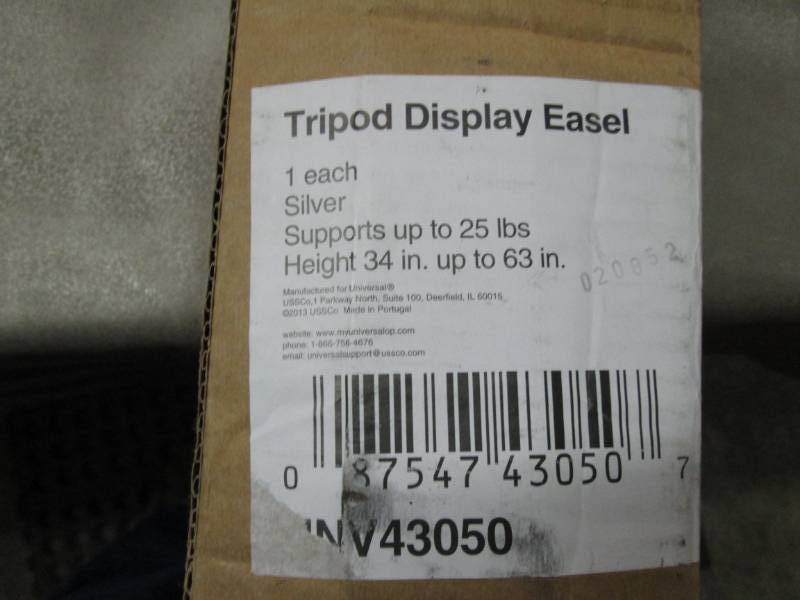 Tripod Display Easel
1 each
Silver
Supports up to 25 lbs
Height 34 in. up to 63 in.
020852
Manufactured for Universal®
USSCo,1 Parkway North, Suite 100, Deerfield, IL 60015
©2013 USSCo Made in Portugal
website: www.myuniversalop.com
phone: 1-866-756-4676
email: universalsupport@ussco.com
0 87547 43050 7
UNV43050